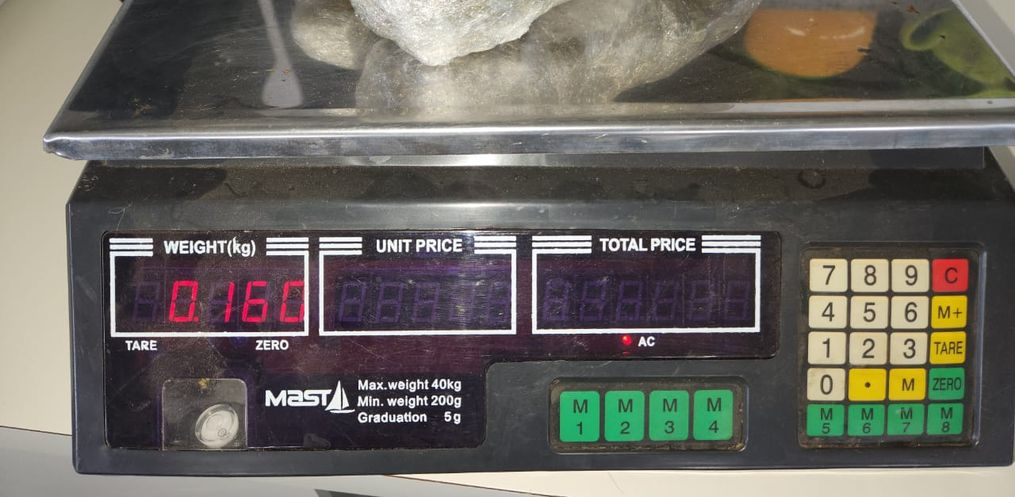 WEIGHT(kg) UNIT PRICE TOTAL PRICE
0.160
TARE ZERO AC
MAST
Max.weight 40kg
Min. weight 200g
Graduation 5g
7 8 9 C
4 5 6 M+
1 2 3 TARE
0 . M ZERO
M 1 M 2 M 3 M 4
M 5 M 6 M 7 M 8